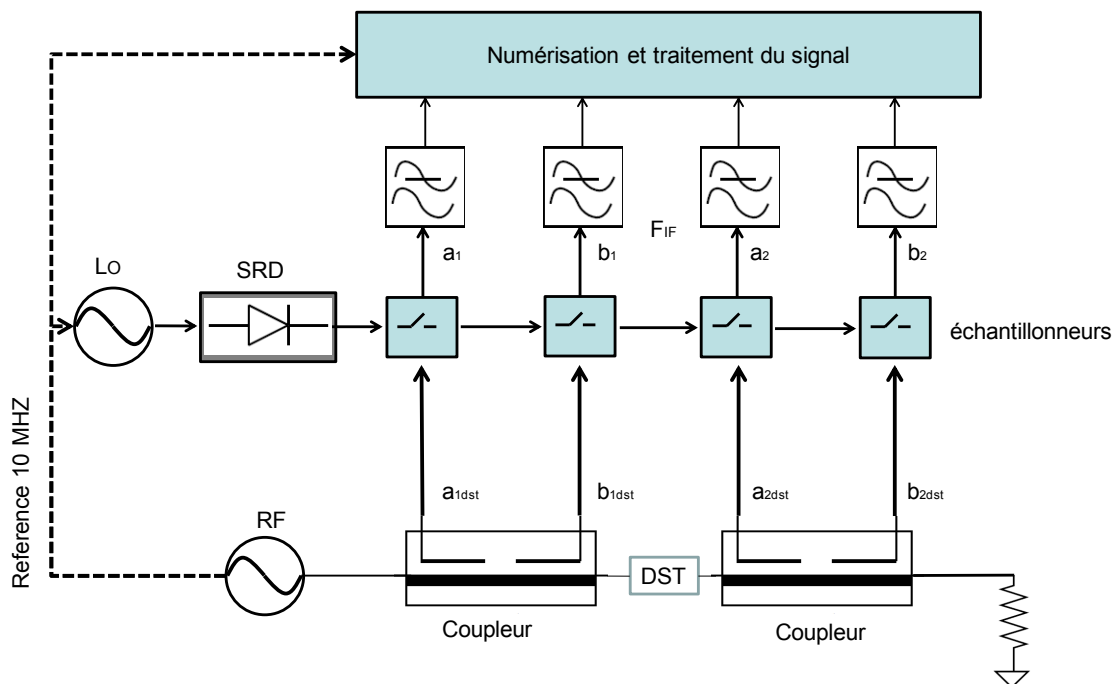 Numérisation et traitement du signal
FIF
a1
b1
a2
b2
LO
SRD
échantillonneurs
Reference 10 MHZ
a1dst
b1dst
a2dst
b2dst
RF
DST
Coupleur
Coupleur